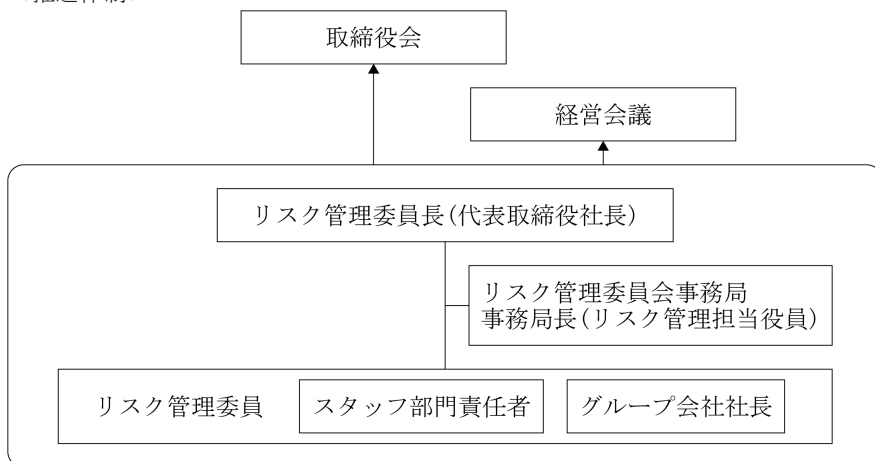 取締役会
経営会議
リスク管理委員長(代表取締役社長)
リスク管理委員会事務局
事務局長(リスク管理担当役員)
リスク管理委員
スタッフ部門責任者
グループ会社社長